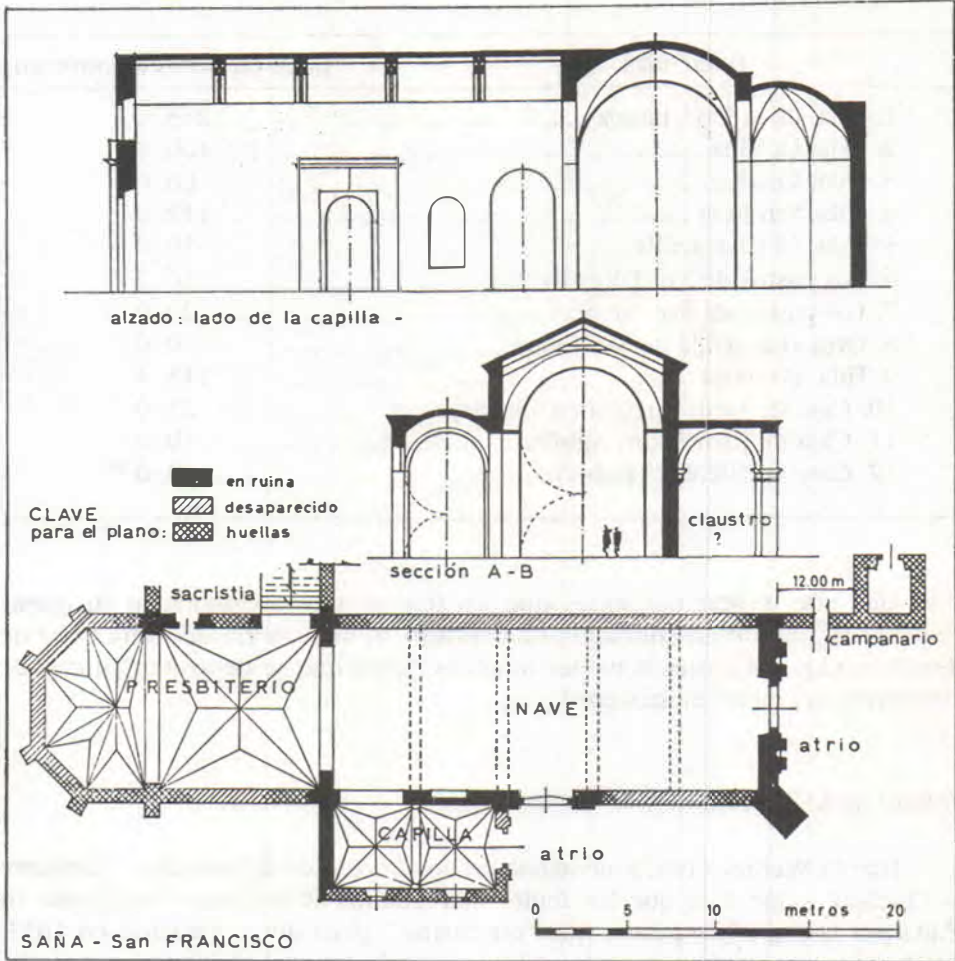 alzado: lado de la capilla -
en ruina
desaparecido
CLAVE
para el plano:
huellas
claustro
?
sección A-B
sacristia
12.00 m
campanario
PRESBITERIO
NAVE
atrio
CAPILLA
atrio
0 5 10 metros 20
SAÑA - San FRANCISCO